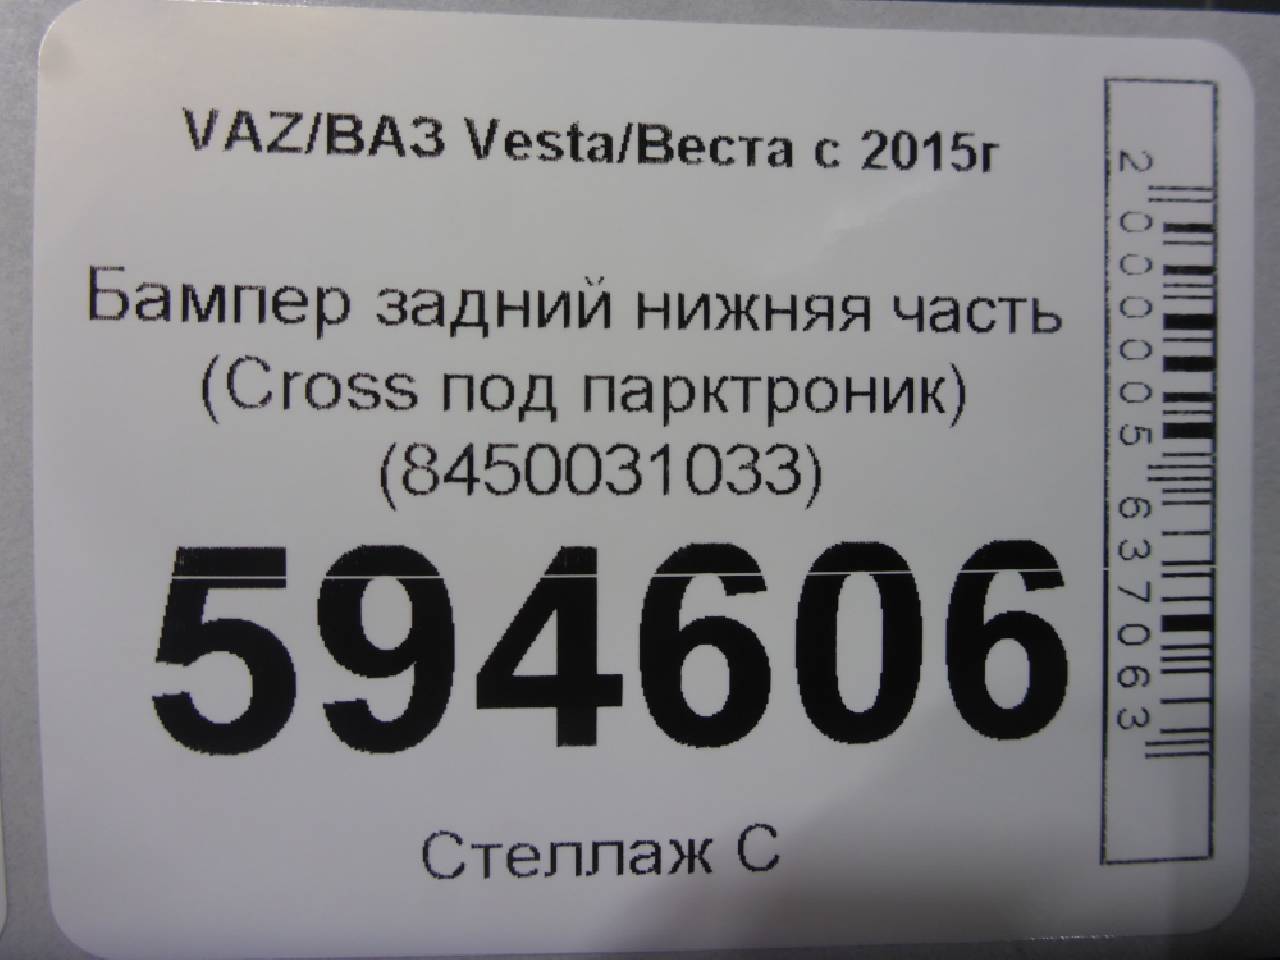 VAZ/ВАЗ Vesta/Веста с 2015г
Бампер задний нижняя часть
(Cross под парктроник)
(8450031033)
594606
Стеллаж С
2000005637063